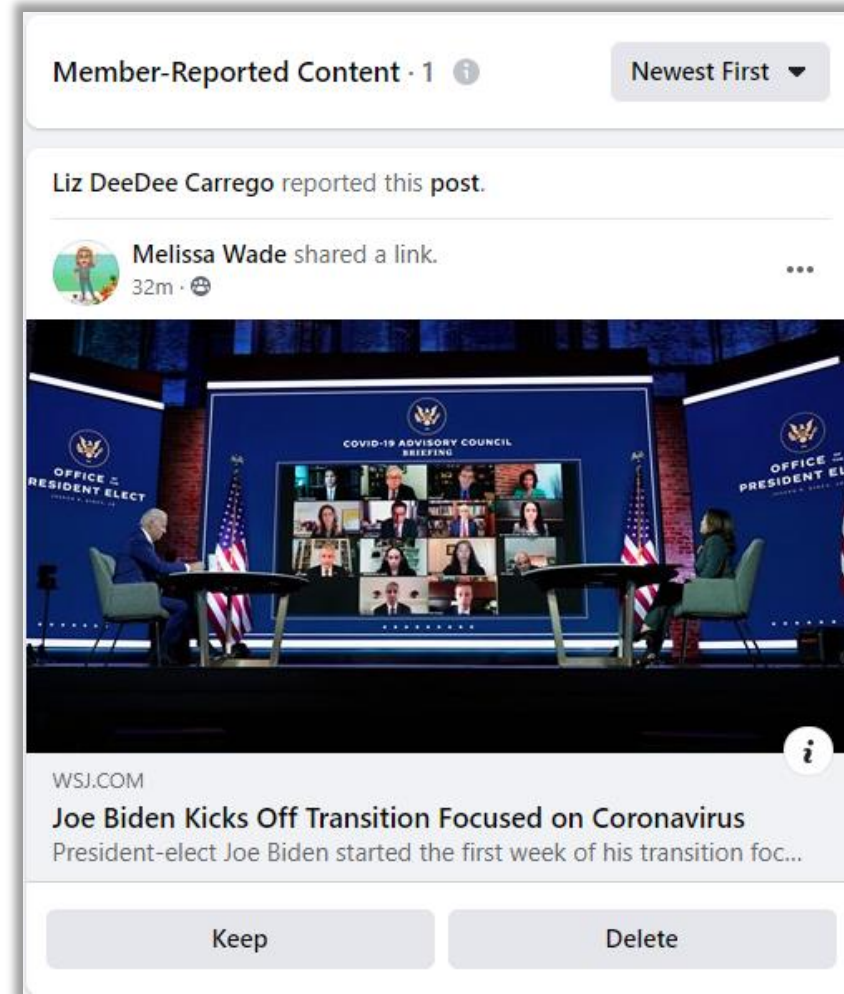 Member-Reported Content · 1
Newest First
Liz DeeDee Carrego reported this post.
Melissa Wade shared a link.
32m ·
COVID-19 ADVISORY COUNCIL
BRIEFING
OFFICE OF THE
PRESIDENT ELECT
OFFICE
PRESIDENT EL
WSJ.COM
Joe Biden Kicks Off Transition Focused on Coronavirus
President-elect Joe Biden started the first week of his transition foc...
Keep
Delete